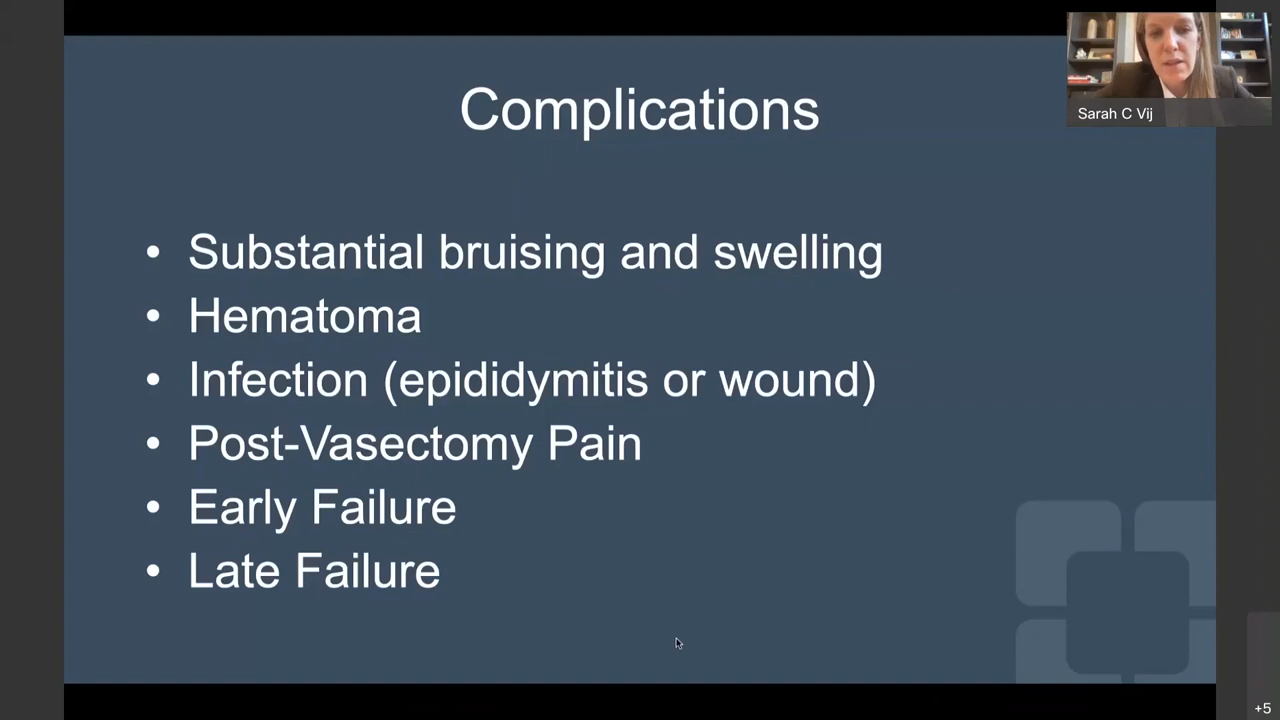 Complications
Sarah C Vij
• Substantial bruising and swelling
• Hematoma
• Infection (epididymitis or wound)
• Post-Vasectomy Pain
• Early Failure
• Late Failure
+5